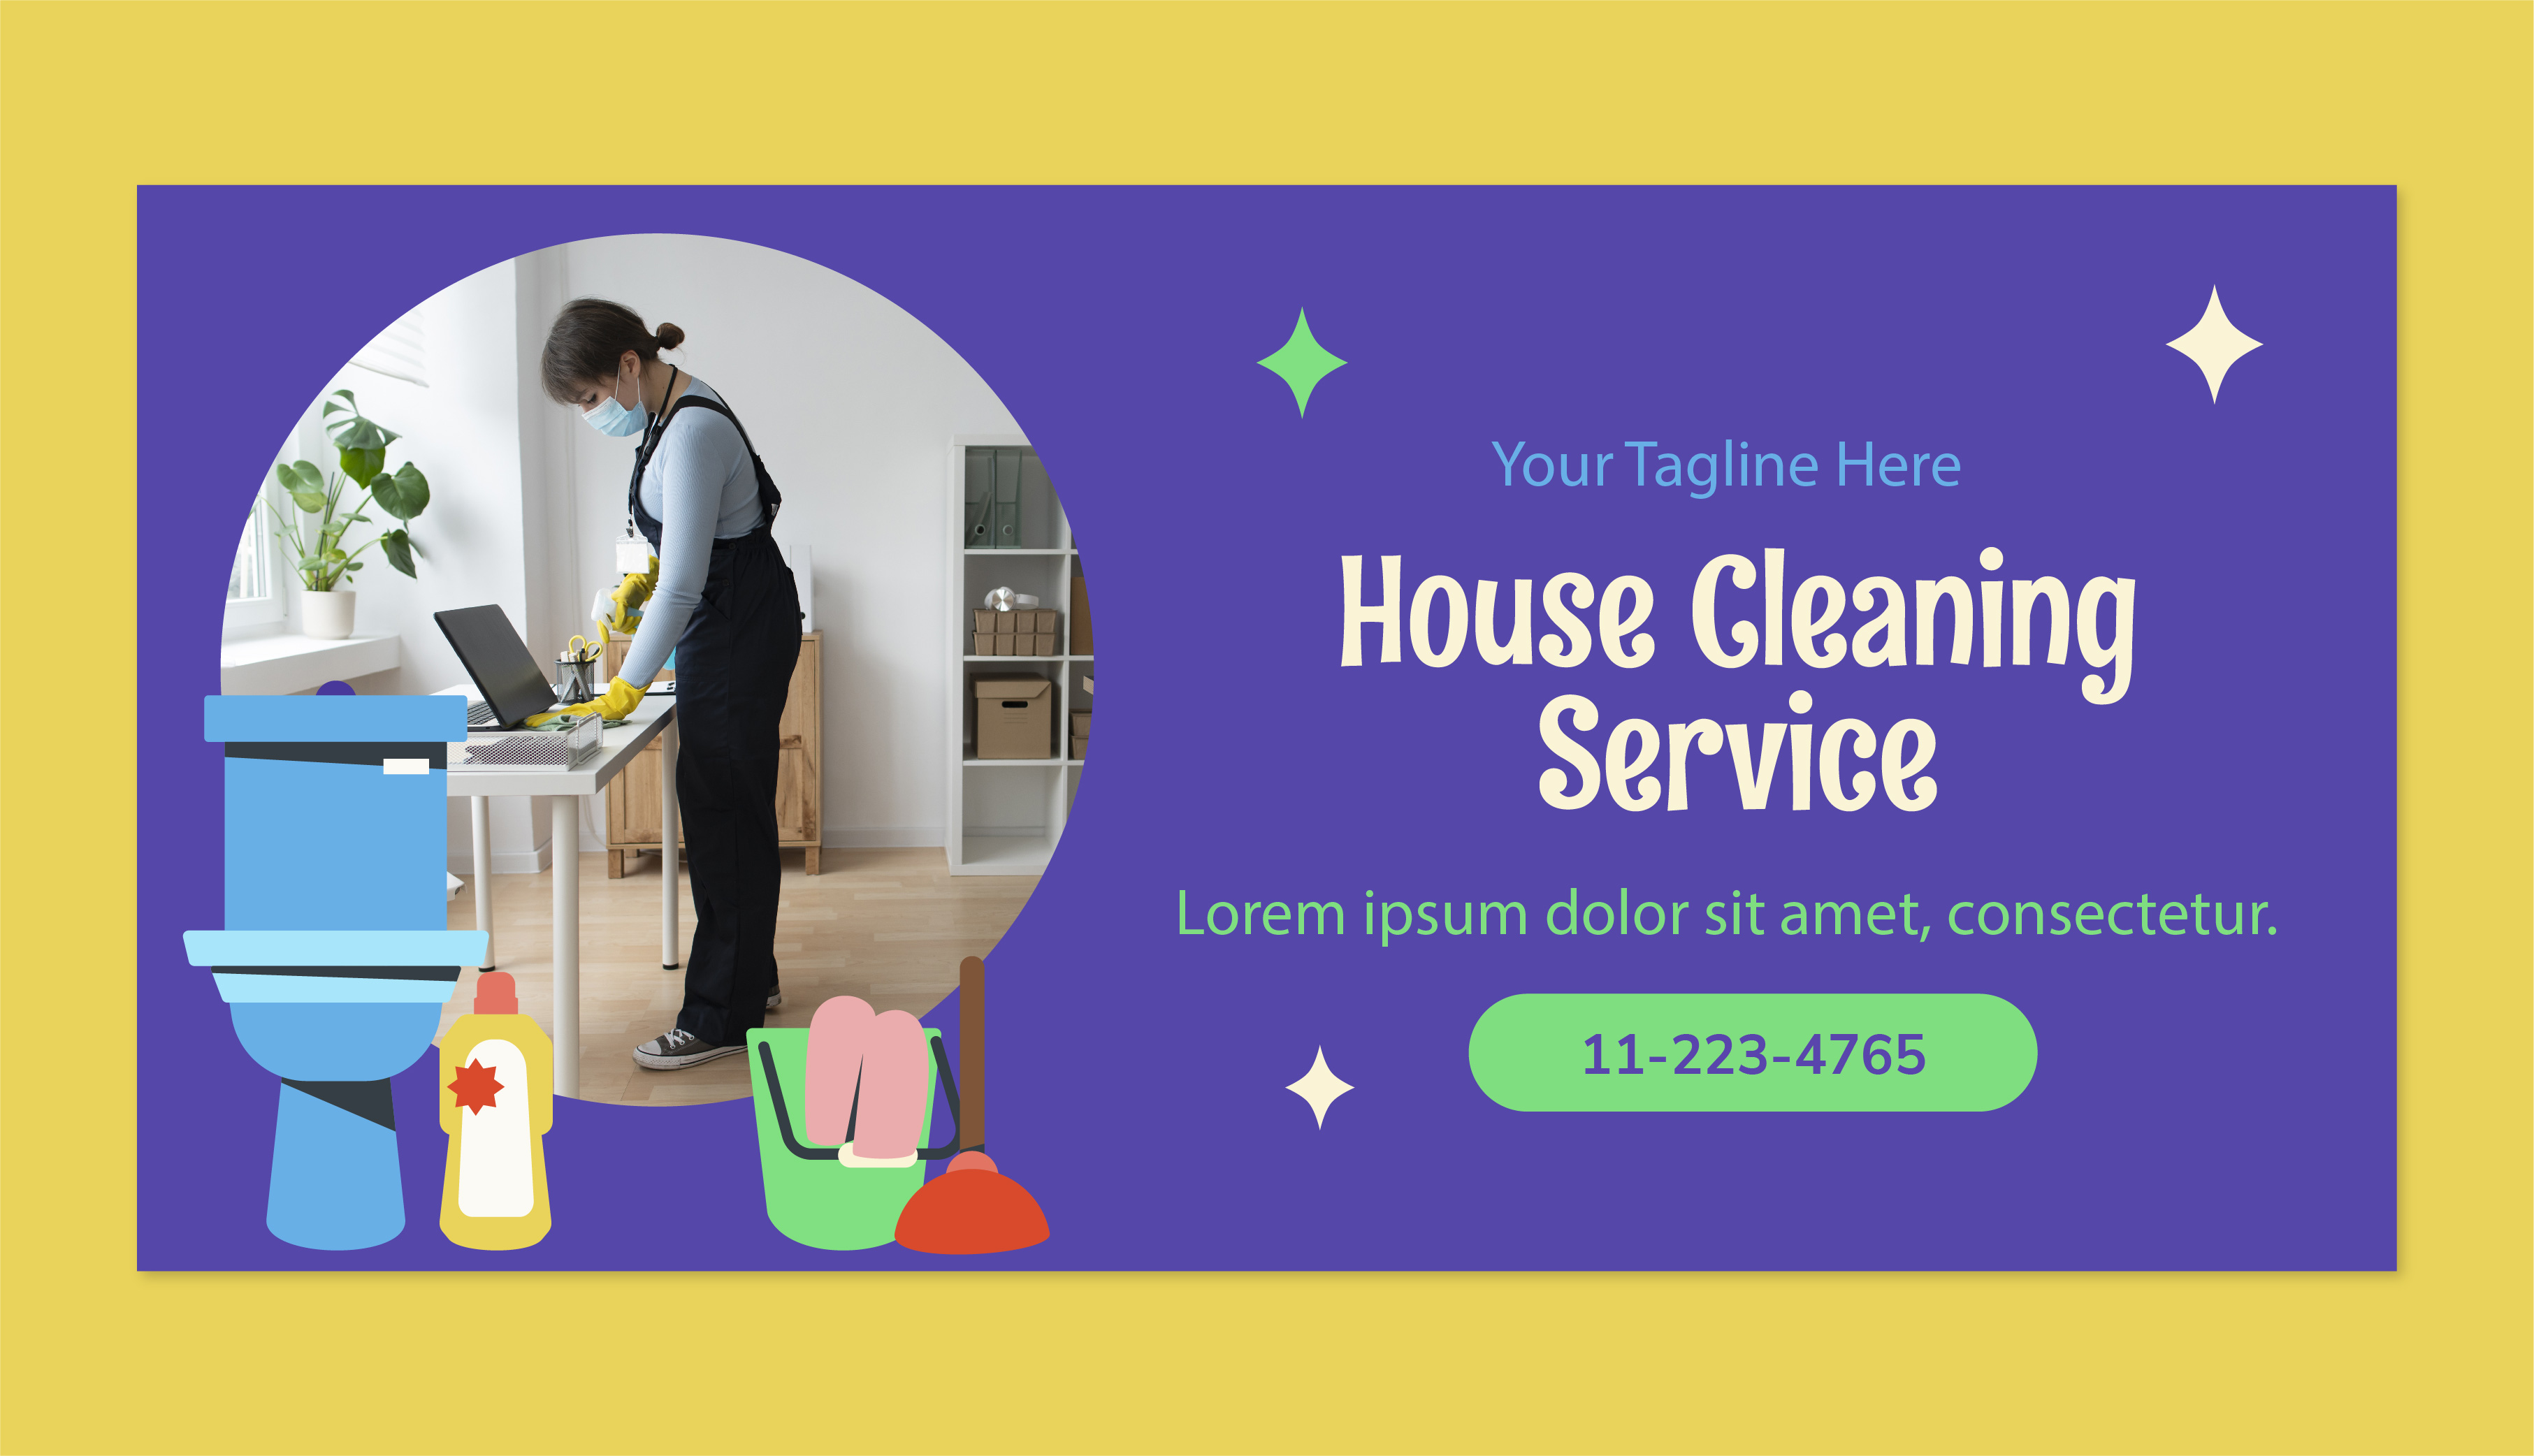 Your Tagline Here
House Cleaning
Service
Lorem ipsum dolor sit amet, consectetur.
11-223-4765